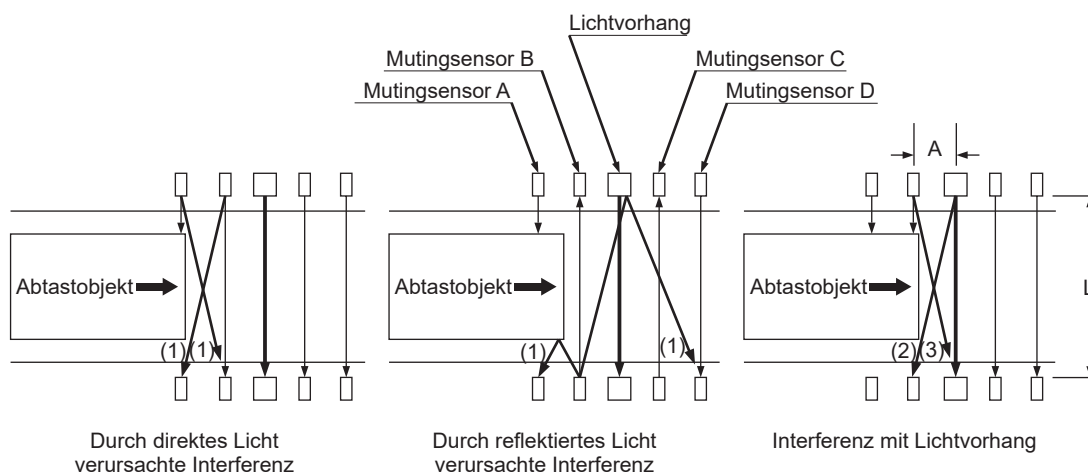 Lichtvorhang
Mutingsensor B
Mutingsensor C
Mutingsensor A
Mutingsensor D
A
Abtastobjekt
(1)
(1)
Abtastobjekt
(1)
(1)
Abtastobjekt
(2)
(3)
L
Durch direktes Licht
verursachte Interferenz
Durch reflektiertes Licht
verursachte Interferenz
Interferenz mit Lichtvorhang